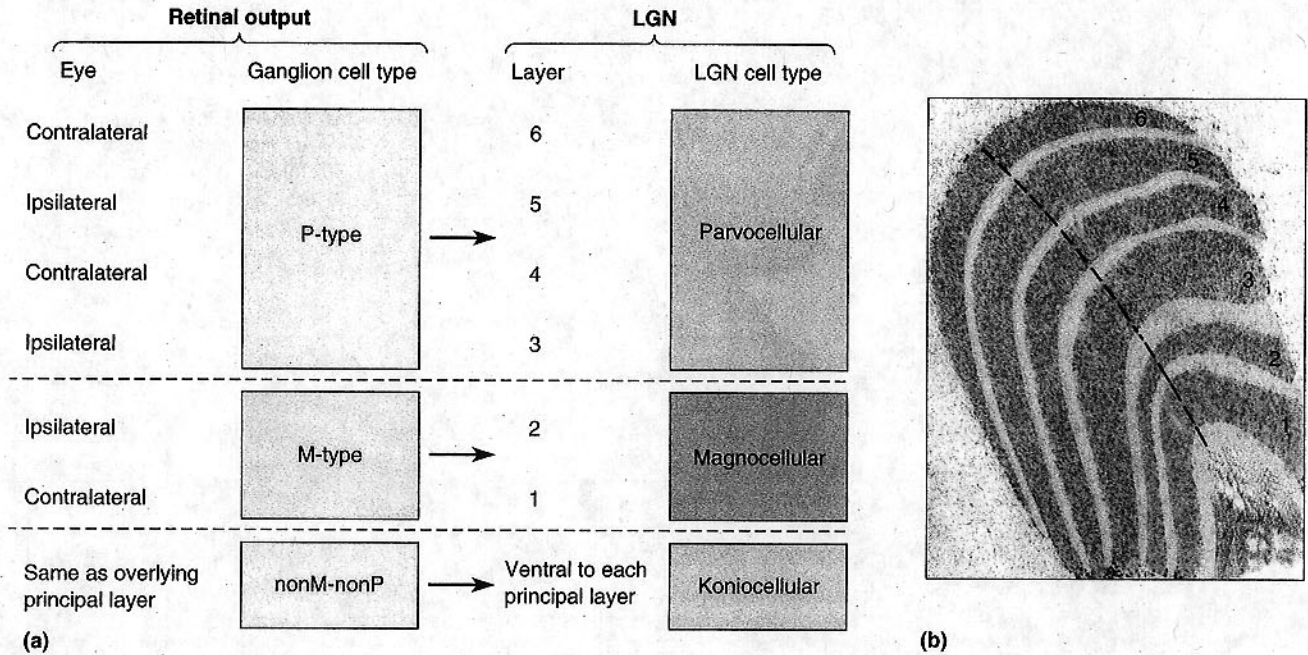 Retinal output LGN
Eye Ganglion cell type Layer LGN cell type
Contralateral 6
Ipsilateral 5
P-type Parvocellular
Contralateral 4
Ipsilateral 3
Ipsilateral 2
M-type Magnocellular
Contralateral 1
Same as overlying
principal layer
nonM-nonP
Ventral to each
principal layer
Koniocellular
(a)
6
5
4
3
2
1
(b)